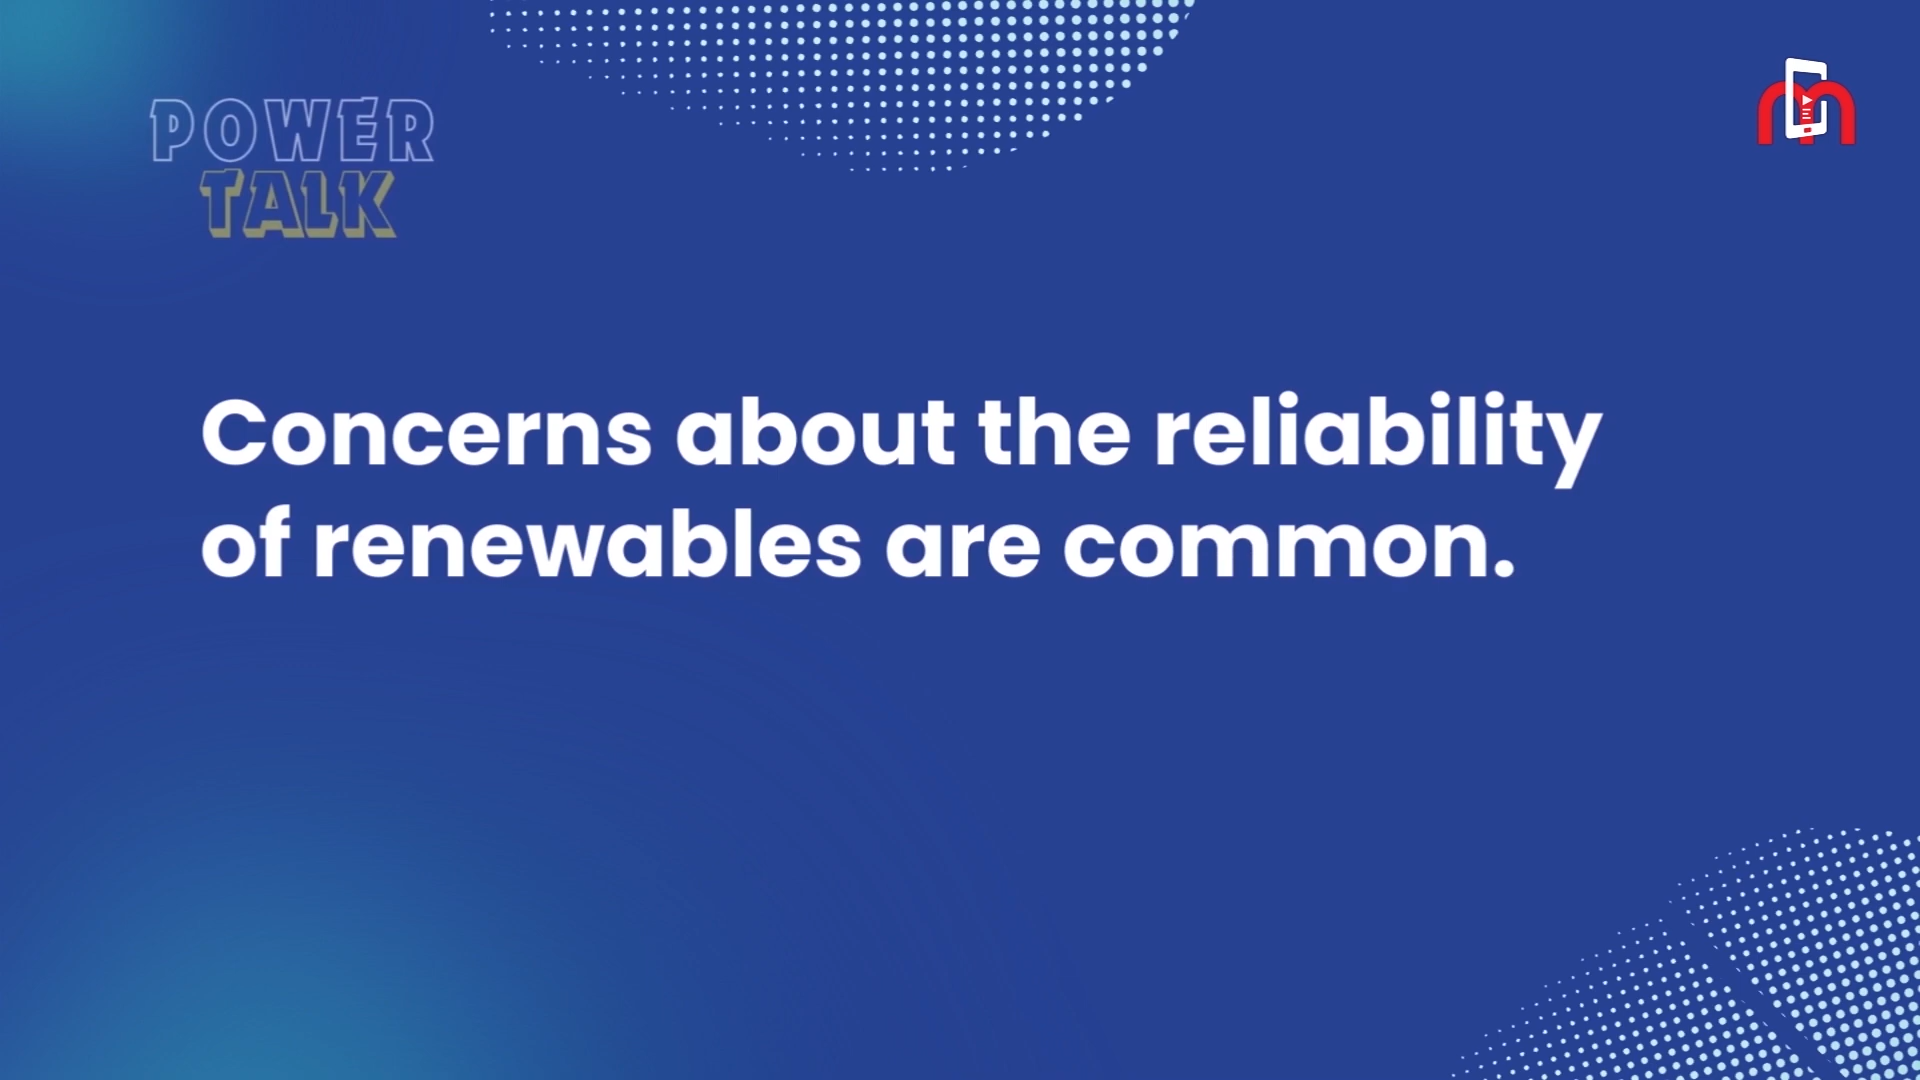 POWER
TALK
Concerns about the reliability
of renewables are common.